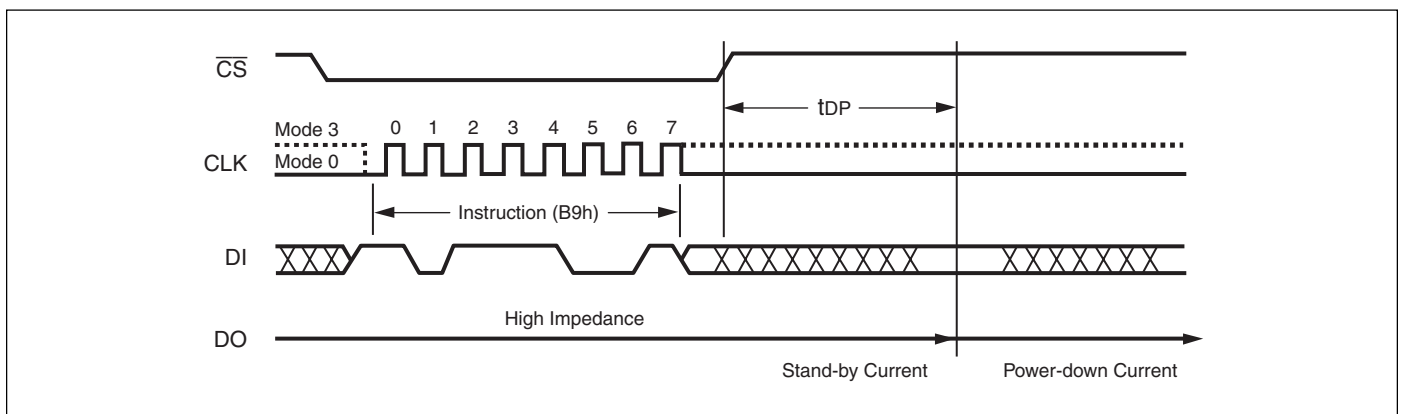 CS
tDP
Mode 3
0 1 2 3 4 5 6 7
CLK
Mode 0
Instruction (B9h)
DI
High Impedance
DO
Stand-by Current
Power-down Current